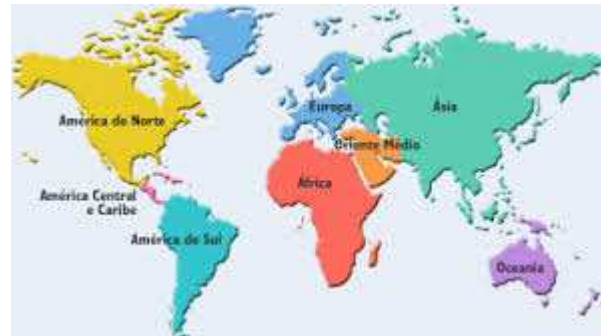 América do Norte
Europa
Ásia
Oriente Médio
América Central
e Caribe
África
América do Sul
Oceania